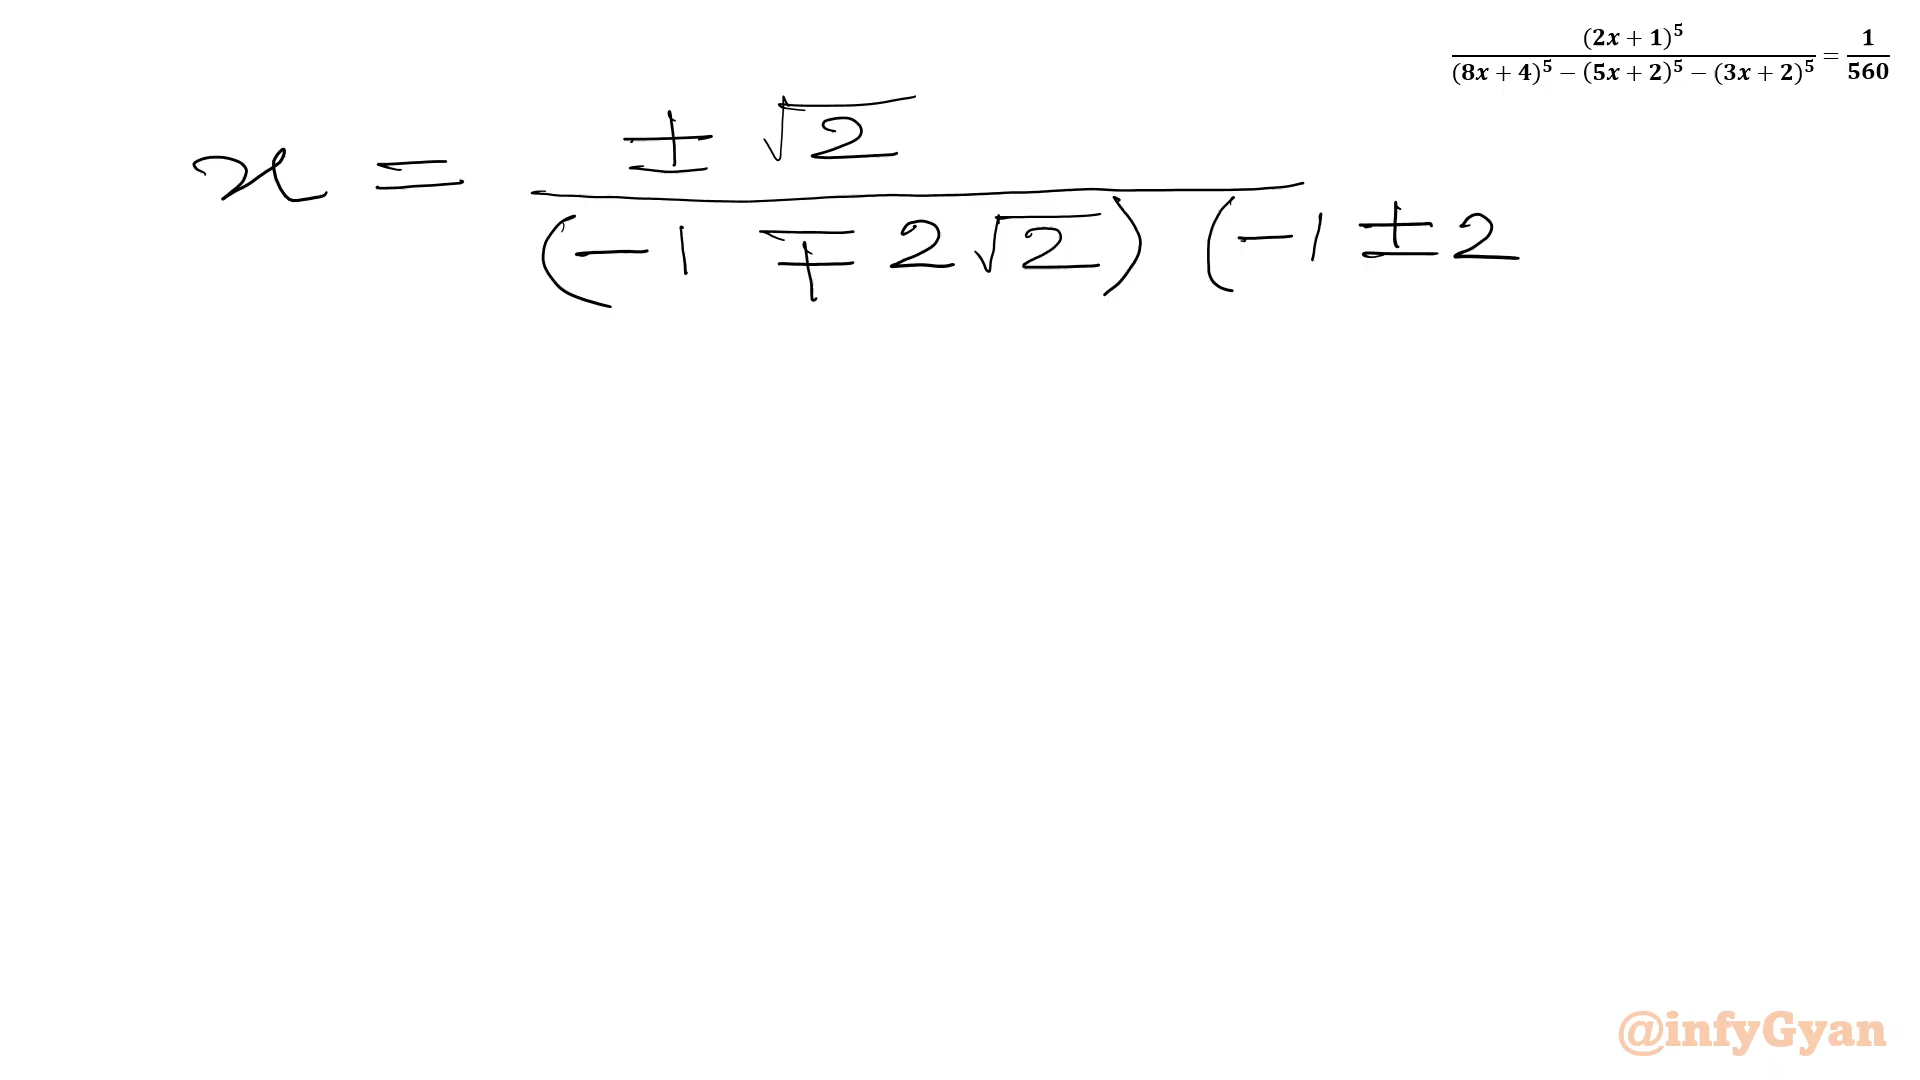 (2x + 1)⁵ / ((8x + 4)⁵ − (5x + 2)⁵ − (3x + 2)⁵) = 1/560
x = ± √2
(− 1 ∓ 2√2) (− 1 ± 2
@infyGyan